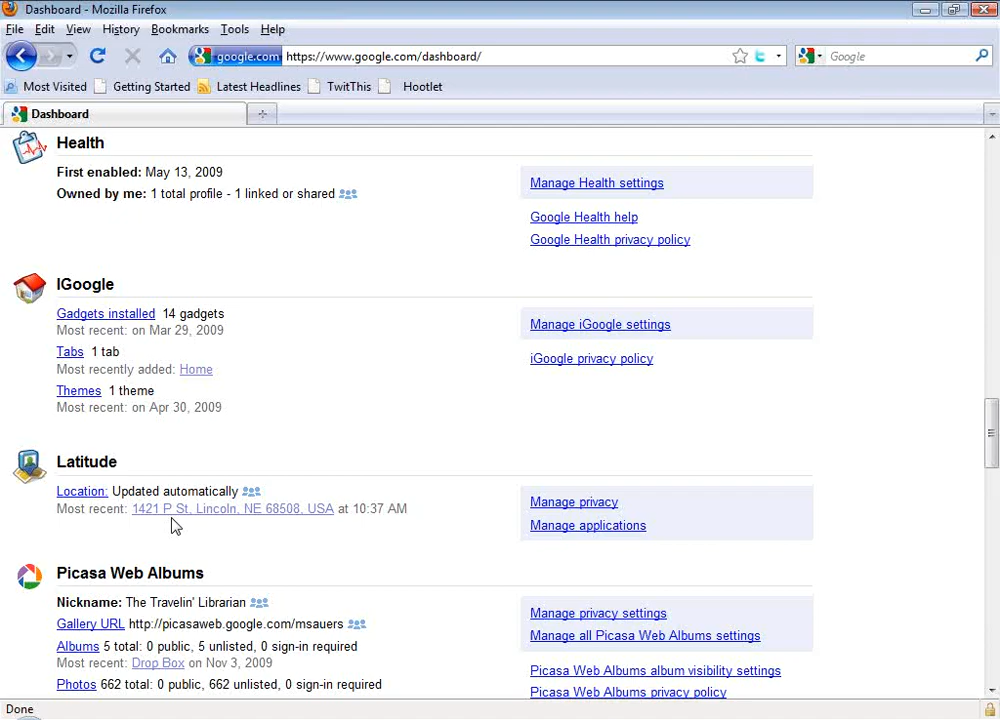 Dashboard - Mozilla Firefox
File Edit View History Bookmarks Tools Help
google.com https://www.google.com/dashboard/ Google
Most Visited Getting Started Latest Headlines TwitThis Hootlet
Dashboard
Health
First enabled: May 13, 2009
Owned by me: 1 total profile - 1 linked or shared
Manage Health settings
Google Health help
Google Health privacy policy
IGoogle
Gadgets installed 14 gadgets
Most recent: on Mar 29, 2009
Tabs 1 tab
Most recently added: Home
Themes 1 theme
Most recent: on Apr 30, 2009
Manage iGoogle settings
iGoogle privacy policy
Latitude
Location: Updated automatically
Most recent: 1421 P St, Lincoln, NE 68508, USA at 10:37 AM
Manage privacy
Manage applications
Picasa Web Albums
Nickname: The Travelin' Librarian
Gallery URL http://picasaweb.google.com/msauers
Albums 5 total: 0 public, 5 unlisted, 0 sign-in required
Most recent: Drop Box on Nov 3, 2009
Photos 662 total: 0 public, 662 unlisted, 0 sign-in required
Manage privacy settings
Manage all Picasa Web Albums settings
Picasa Web Albums album visibility settings
Picasa Web Albums privacy policy
Done